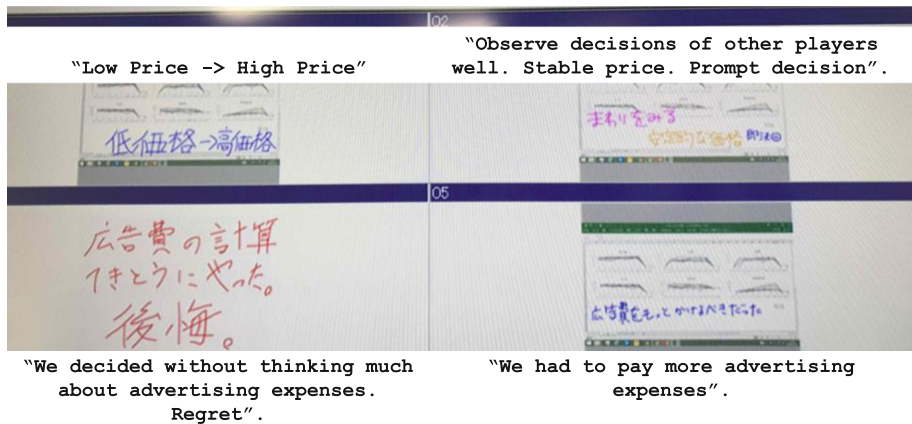 02
“Low Price -> High Price”
“Observe decisions of other players
well. Stable price. Prompt decision”.
低価格→高価格
まわりをみる
安定的な価格 即決
05
広告費の計算
てきとうにやった。
後悔。
広告費をもっとかけるべきだった
“We decided without thinking much
about advertising expenses.
Regret”.
“We had to pay more advertising
expenses”.